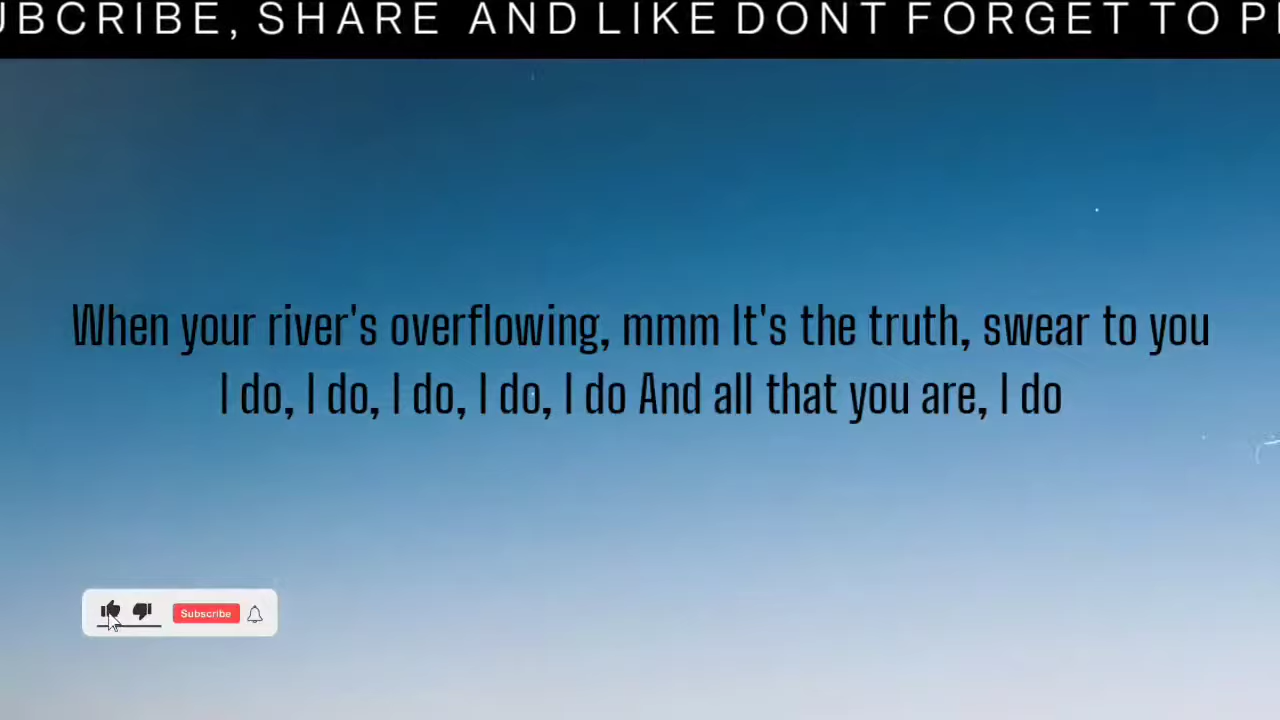 UBCRIBE, SHARE AND LIKE DONT FORGET TO
When your river's overflowing, mmm It's the truth, swear to you
I do, I do, I do, I do, I do And all that you are, I do
Subscribe